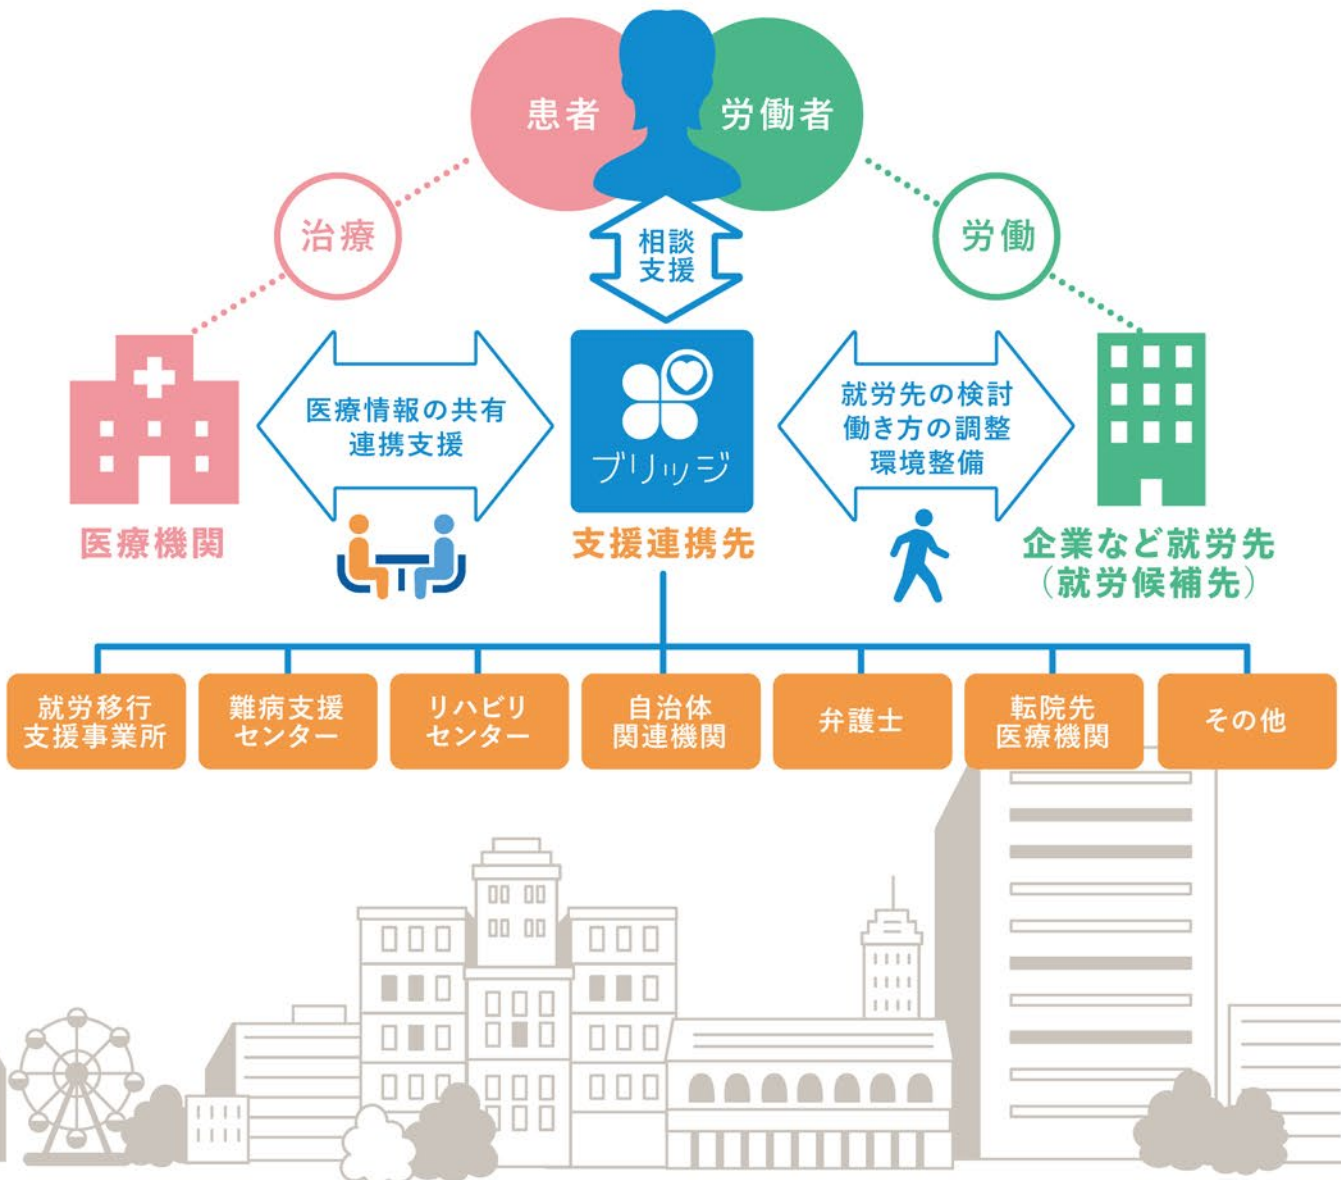 患者
労働者
治療
相談
支援
労働
医療情報の共有
連携支援
ブリッジ
就労先の検討
働き方の調整
環境整備
医療機関
支援連携先
企業など就労先
（就労候補先）
就労移行
支援事業所
難病支援
センター
リハビリ
センター
自治体
関連機関
弁護士
転院先
医療機関
その他